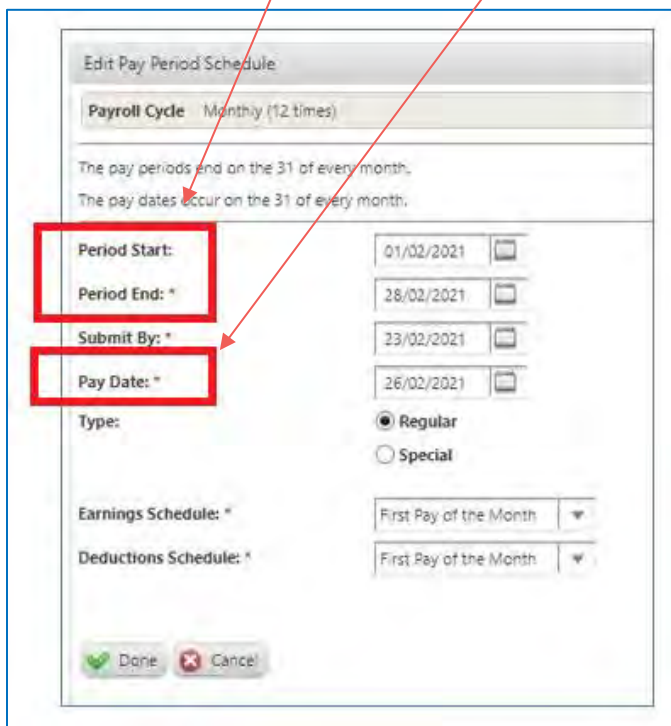 Edit Pay Period Schedule
Payroll Cycle Monthly (12 times)
The pay periods end on the 31 of every month.
The pay dates occur on the 31 of every month.
Period Start: 01/02/2021
Period End: * 28/02/2021
Submit By: * 23/02/2021
Pay Date: * 26/02/2021
Type: Regular
Special
Earnings Schedule: * First Pay of the Month
Deductions Schedule: * First Pay of the Month
Done Cancel